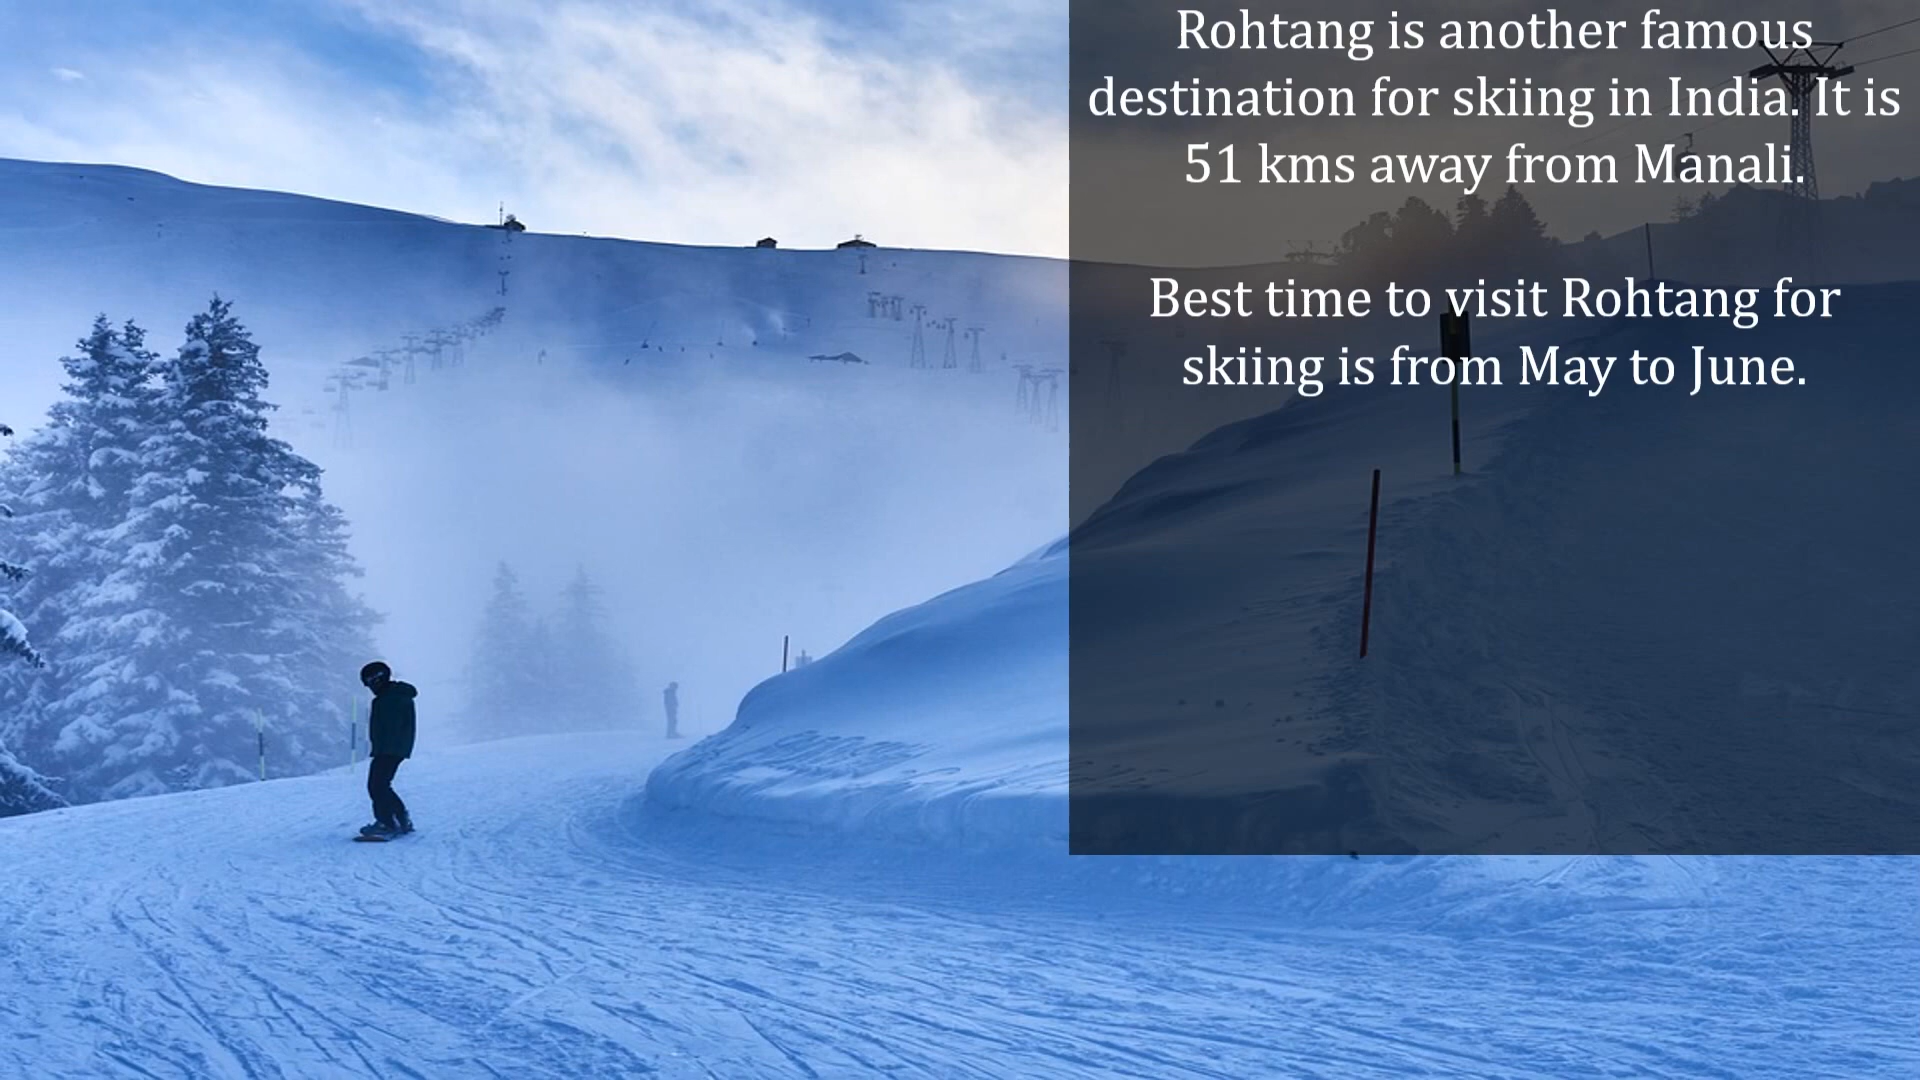 Rohtang is another famous
destination for skiing in India. It is
51 kms away from Manali.
Best time to visit Rohtang for
skiing is from May to June.